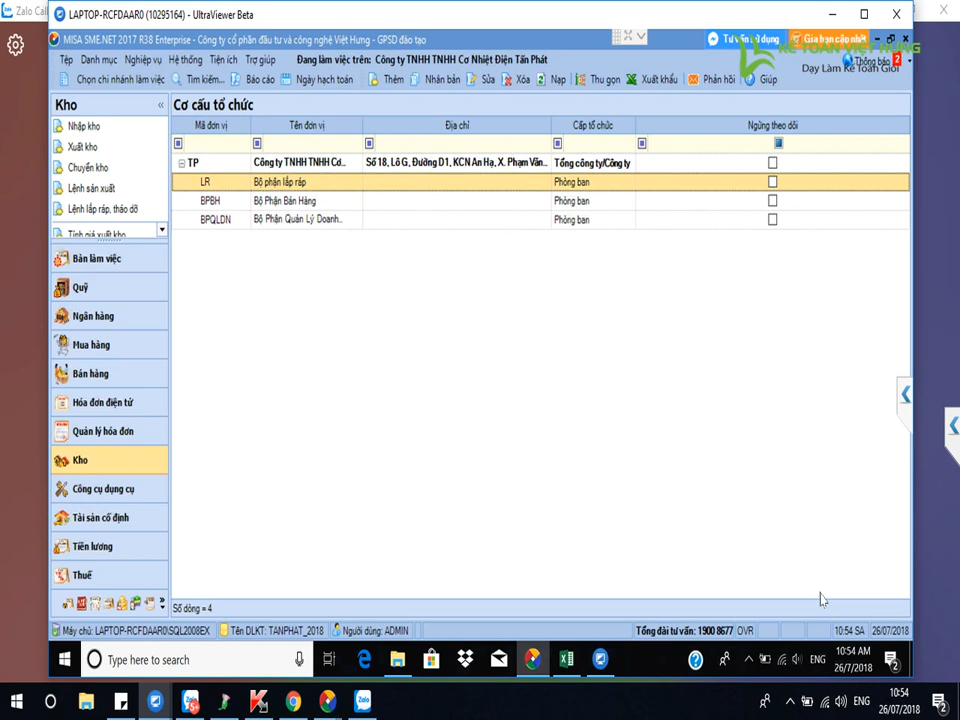 Zalo Cal
LAPTOP-RCFDAAR0 (10295164) - UltraViewer Beta
MISA SME.NET 2017 R38 Enterprise - Công ty cổ phần đầu tư và công nghệ Việt Hưng - GPSD đào tạo
Tư vấn sử dụng
Gia hạn cập nhật
KẾ TOÁN VIỆT HƯNG
Dạy Làm Kế Toán Giỏi
Tệp Danh mục Nghiệp vụ Hệ thống Tiện ích Trợ giúp Đang làm việc trên: Công ty TNHH TNHH Cơ Nhiệt Điện Tấn Phát Thông báo 2
Chọn chi nhánh làm việc Tìm kiếm... Báo cáo Ngày hạch toán Thêm Nhân bản Sửa Xóa Nạp Thu gọn Xuất khẩu Phản hồi Giúp
Kho «
Cơ cấu tổ chức
Nhập kho
Xuất kho
Chuyển kho
Lệnh sản xuất
Lệnh lắp ráp, tháo dỡ
Tính giá xuất kho
Mã đơn vị Tên đơn vị Địa chỉ Cấp tổ chức Ngừng theo dõi
TP Công ty TNHH TNHH Cơ.. Số 18, Lô G, Đường D1, KCN An Hạ, X. Phạm Văn.. Tổng công ty/Công ty
LR Bộ phận lắp ráp Phòng ban
BPBH Bộ Phận Bán Hàng Phòng ban
BPQLDN Bộ Phận Quản Lý Doanh.. Phòng ban
Bàn làm việc
Quỹ
Ngân hàng
Mua hàng
Bán hàng
Hóa đơn điện tử
Quản lý hóa đơn
Kho
Công cụ dụng cụ
Tài sản cố định
Tiền lương
Thuế
Số dòng = 4
Máy chủ: LAPTOP-RCFDAAR0\SQL2008EX Tên DLKT: TANPHAT_2018 Người dùng: ADMIN Tổng đài tư vấn: 1900 8677 OVR 10:54 SA 26/07/2018
Type here to search
ENG
10:54 AM
26/7/2018
2
Zalo
5+
Zalo
ENG
10:54
26/07/2018
2